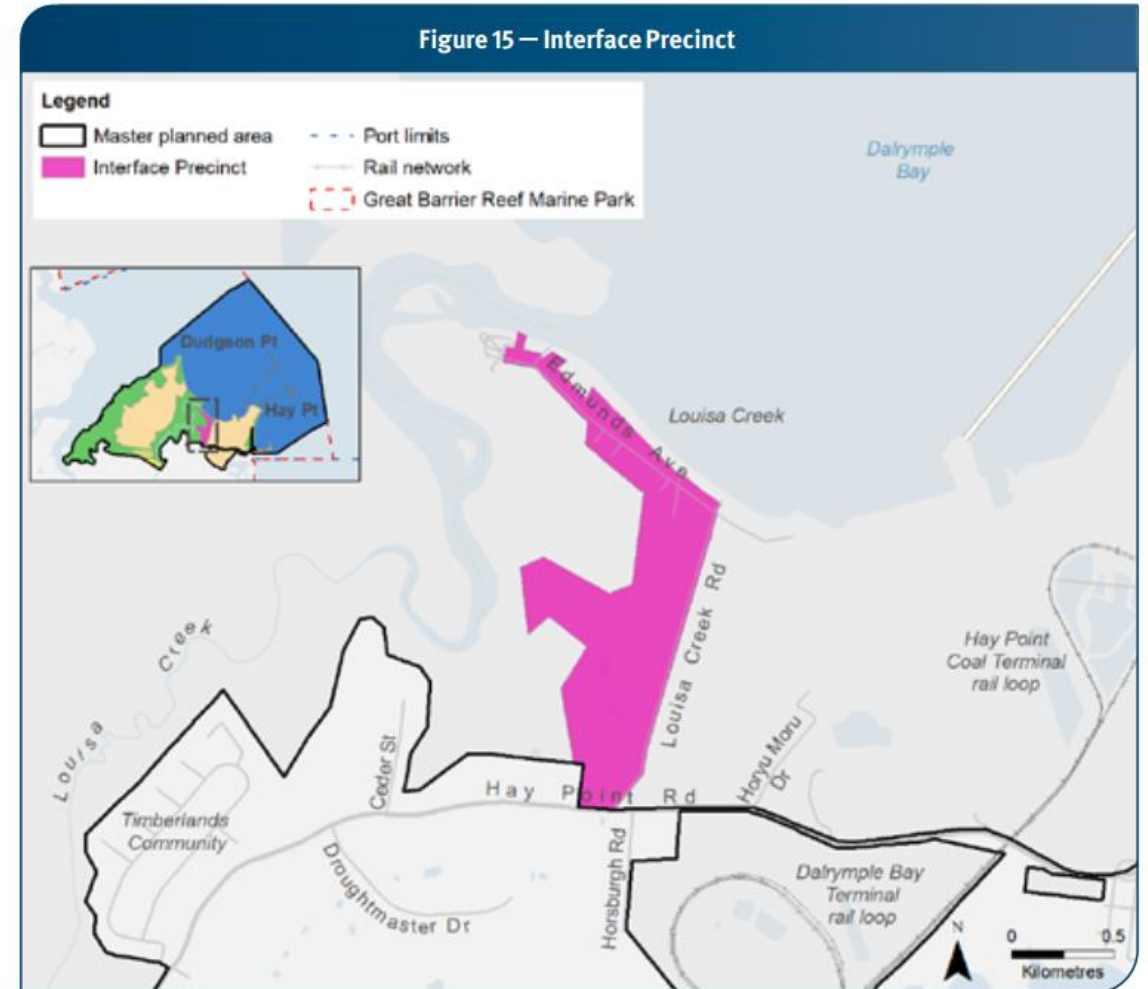 Figure 15 — Interface Precinct
Legend
Master planned area
Interface Precinct
Port limits
Rail network
Great Barrier Reef Marine Park
Dalrymple
Bay
Dudgeon Pt
Hay Pt
Edmunds Ave
Louisa Creek
Louisa Creek Rd
Hay Point
Coal Terminal
rail loop
Louisa Creek
Ceder St
Horyu Moru
Dr
Hay Point Rd
Timberlands
Community
Droughtmaster Dr
Horsburgh Rd
Dalrymple Bay
Terminal
rail loop
N
0 0.5
Kilometres